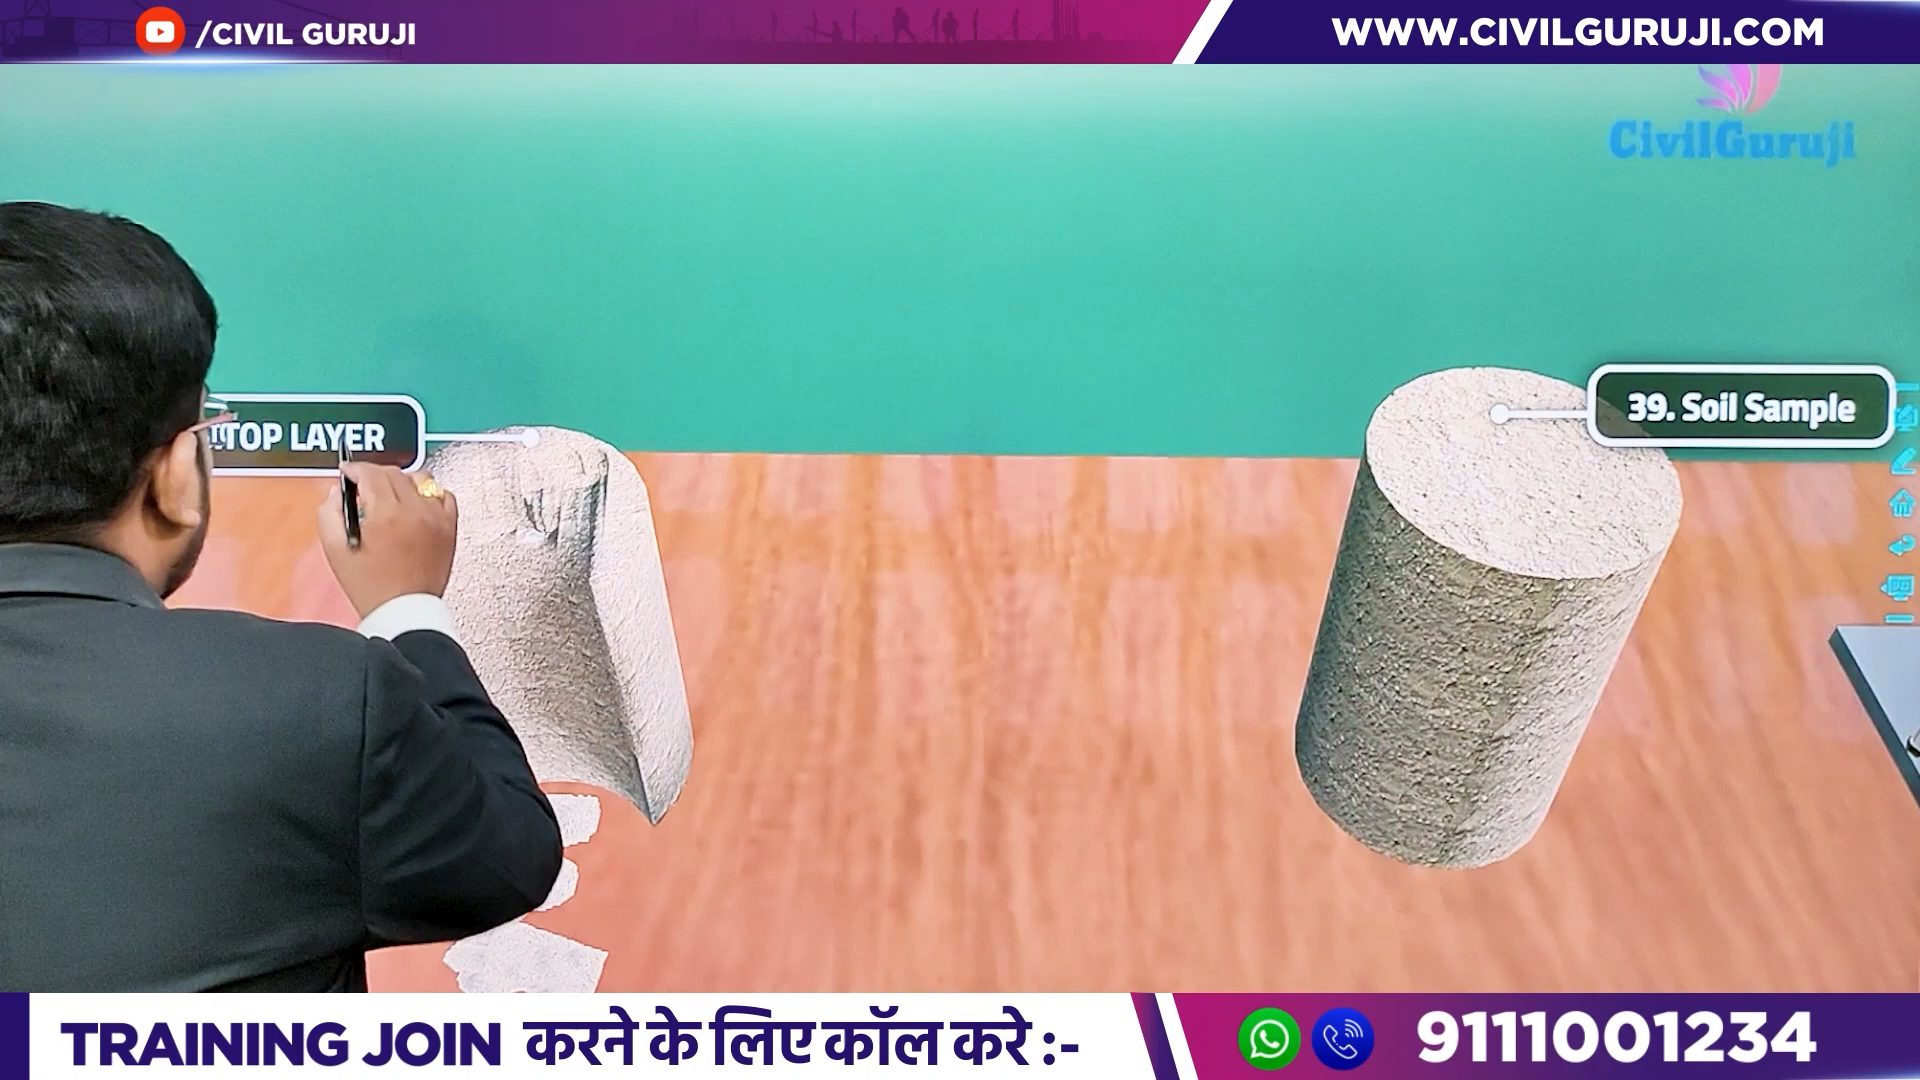 /CIVIL GURUJI
WWW.CIVILGURUJI.COM
CivilGuruji
TOP LAYER
39. Soil Sample
TRAINING JOIN करने के लिए कॉल करे :-
9111001234